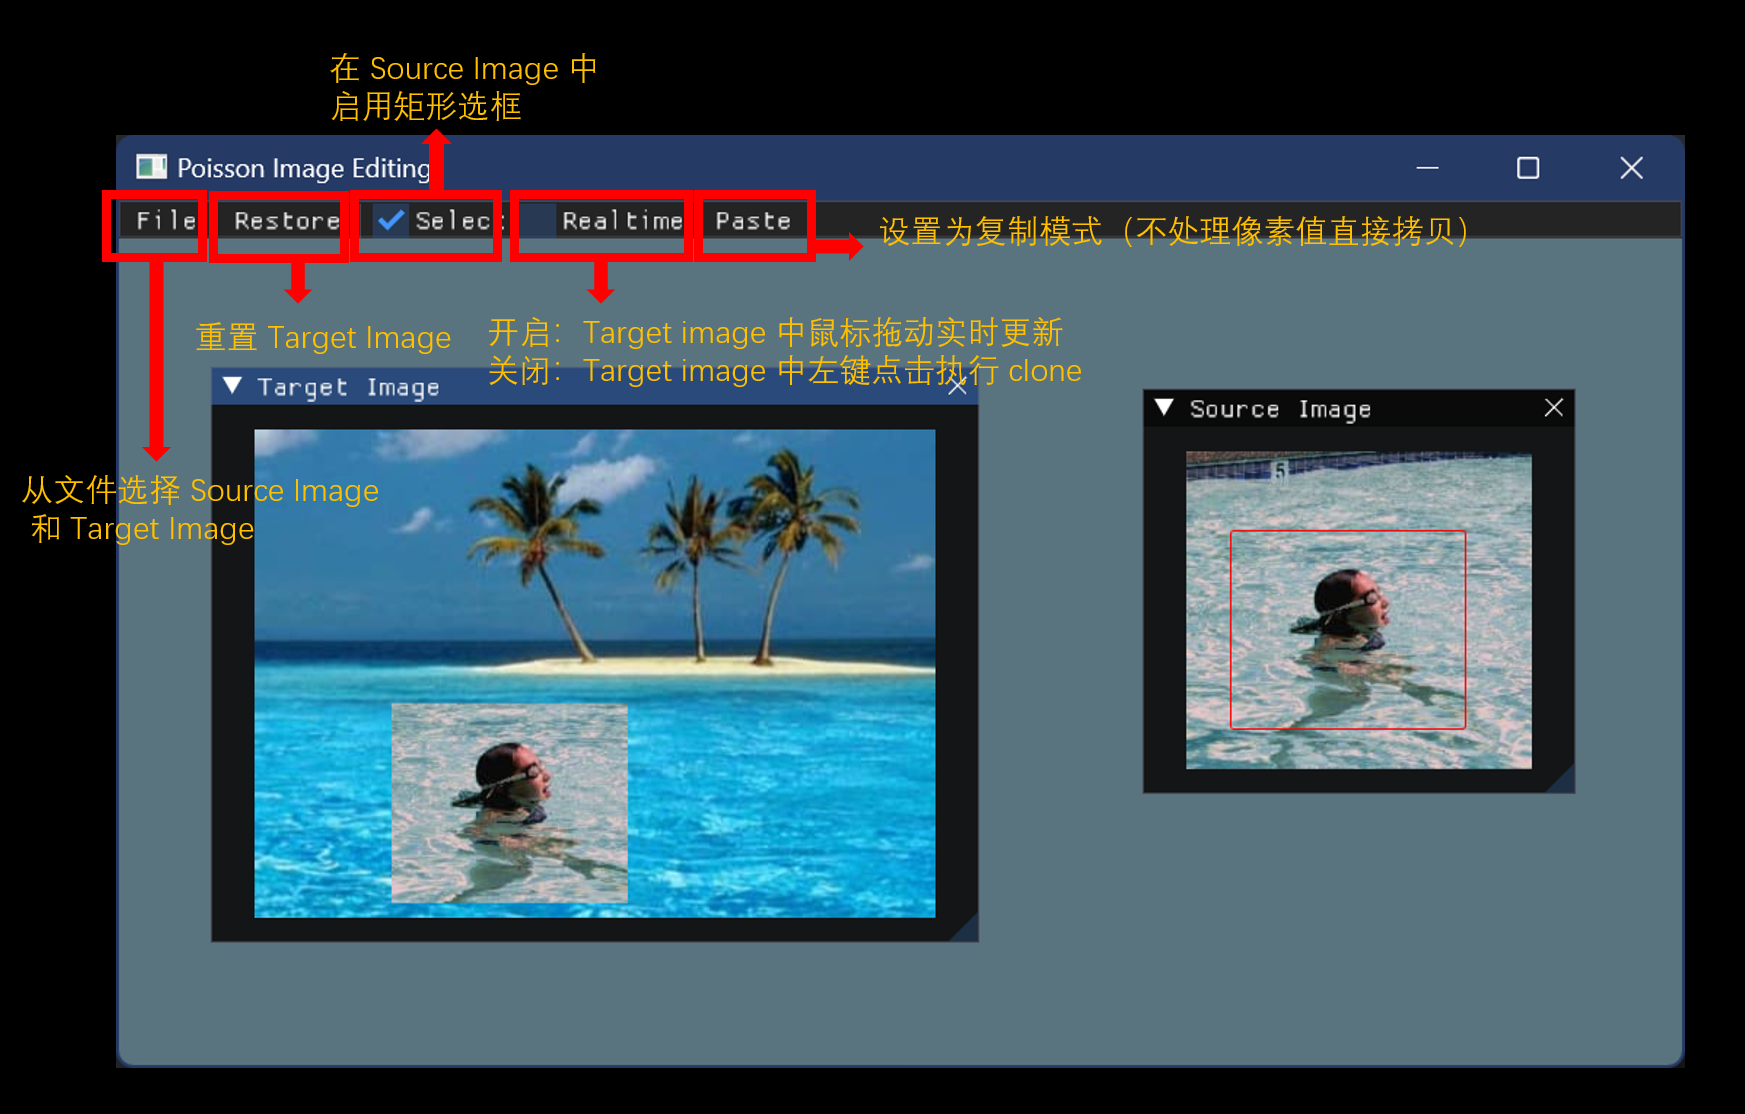 在 Source Image 中
启用矩形选框
Poisson Image Editing
File Restore Selec Realtime Paste
设置为复制模式（不处理像素值直接拷贝）
重置 Target Image
开启：Target image 中鼠标拖动实时更新
关闭：Target image 中左键点击执行 clone
Target Image
Source Image
5
从文件选择 Source Image
和 Target Image